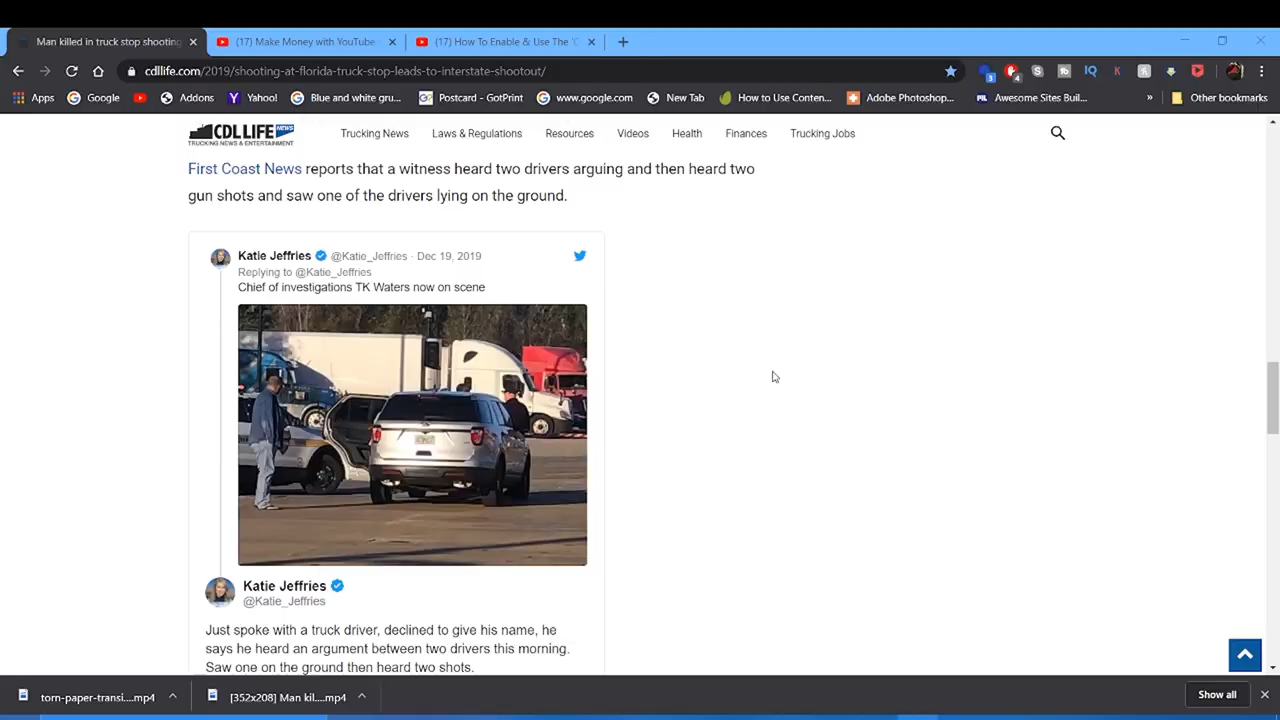 Man killed in truck stop shooting
(17) Make Money with YouTube
(17) How To Enable & Use The 'C
cdllife.com/2019/shooting-at-florida-truck-stop-leads-to-interstate-shootout/
Apps
Google
Addons
Yahoo!
Blue and white gru...
Postcard - GotPrint
www.google.com
New Tab
How to Use Conten...
Adobe Photoshop...
Awesome Sites Buil...
»
Other bookmarks
CDL LIFE NEWS
TRUCKING NEWS & ENTERTAINMENT
Trucking News
Laws & Regulations
Resources
Videos
Health
Finances
Trucking Jobs
First Coast News reports that a witness heard two drivers arguing and then heard two
gun shots and saw one of the drivers lying on the ground.
Katie Jeffries @Katie_Jeffries · Dec 19, 2019
Replying to @Katie_Jeffries
Chief of investigations TK Waters now on scene
Katie Jeffries
@Katie_Jeffries
Just spoke with a truck driver, declined to give his name, he
says he heard an argument between two drivers this morning.
Saw one on the ground then heard two shots.
torn-paper-transi....mp4
[352x208] Man kil....mp4
Show all